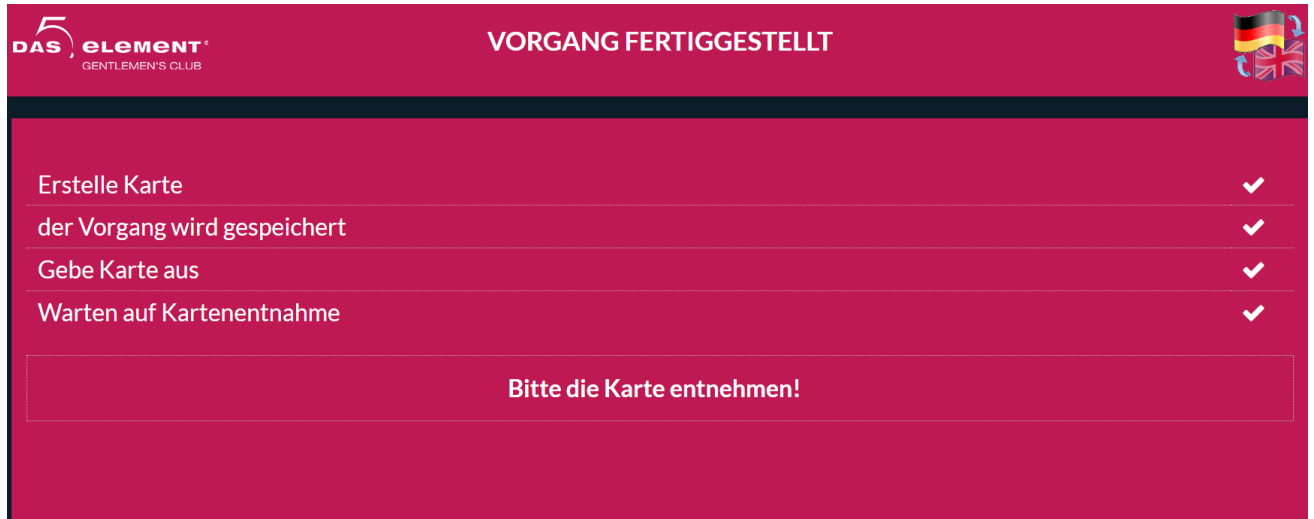 DAS 5. ELEMENT®
GENTLEMEN'S CLUB
VORGANG FERTIGGESTELLT
Erstelle Karte
der Vorgang wird gespeichert
Gebe Karte aus
Warten auf Kartenentnahme
Bitte die Karte entnehmen!